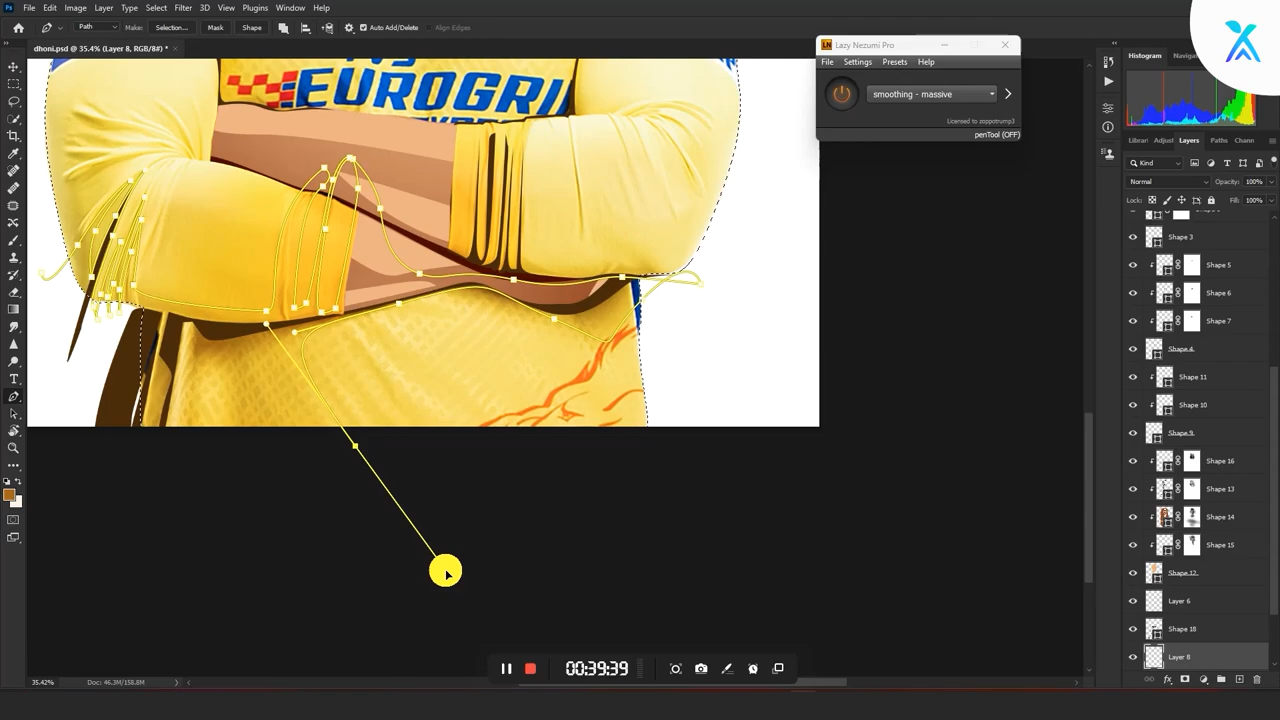 File Edit Image Layer Type Select Filter 3D View Plugins Window Help
Path Make: Selection... Mask Shape Auto Add/Delete Align Edges
dhoni.psd @ 35.4% (Layer 8, RGB/8#) *
Lazy Nezumi Pro
File Settings Presets Help
smoothing - massive
Licensed to zoppotrump3
penTool (OFF)
EUROGRI
Histogram Navig
Librar Adjust Layers Paths Chann
Kind
Normal Opacity: 100%
Lock: Fill: 100%
Shape 3
Shape 5
Shape 6
Shape 7
Shape 4
Shape 11
Shape 10
Shape 9
Shape 16
Shape 13
Shape 14
Shape 15
Shape 12
Layer 6
Shape 18
Layer 8
00:39:39
35.42% Doc: 46.3M/158.8M